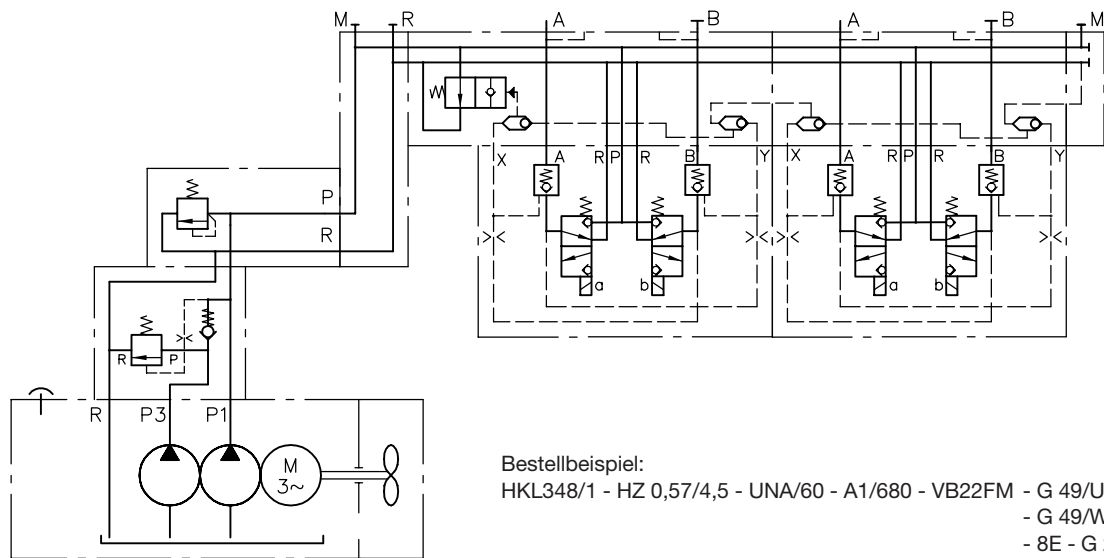 M R A B A B M
X A R P R B Y X A R P R B Y
P
R
a b a b
R P
R P3 P1
M
3~
Bestellbeispiel:
HKL348/1 - HZ 0,57/4,5 - UNA/60 - A1/680 - VB22FM - G 49/U
- G 49/W
- 8E - G